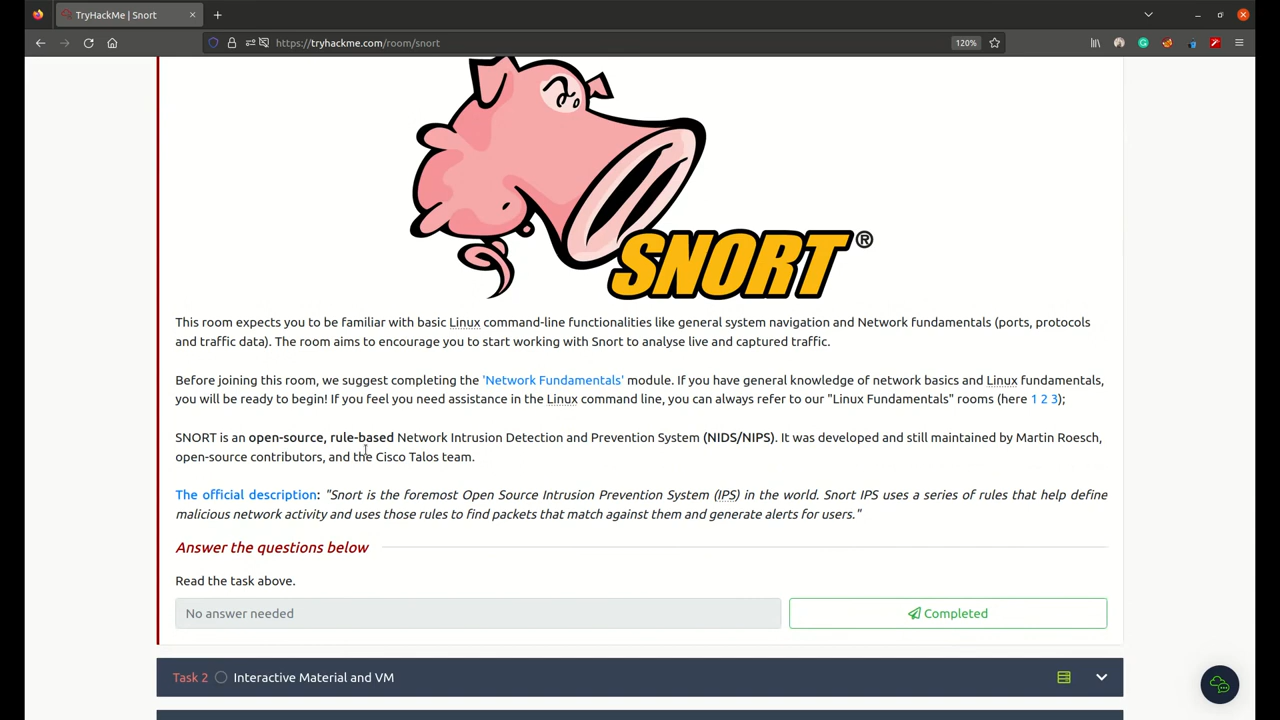 TryHackMe | Snort
https://tryhackme.com/room/snort
120%
SNORT®
This room expects you to be familiar with basic Linux command-line functionalities like general system navigation and Network fundamentals (ports, protocols
and traffic data). The room aims to encourage you to start working with Snort to analyse live and captured traffic.
Before joining this room, we suggest completing the 'Network Fundamentals' module. If you have general knowledge of network basics and Linux fundamentals,
you will be ready to begin! If you feel you need assistance in the Linux command line, you can always refer to our "Linux Fundamentals" rooms (here 1 2 3);
SNORT is an open-source, rule-based Network Intrusion Detection and Prevention System (NIDS/NIPS). It was developed and still maintained by Martin Roesch,
open-source contributors, and the Cisco Talos team.
The official description: "Snort is the foremost Open Source Intrusion Prevention System (IPS) in the world. Snort IPS uses a series of rules that help define
malicious network activity and uses those rules to find packets that match against them and generate alerts for users."
Answer the questions below
Read the task above.
No answer needed
Completed
Task 2 Interactive Material and VM